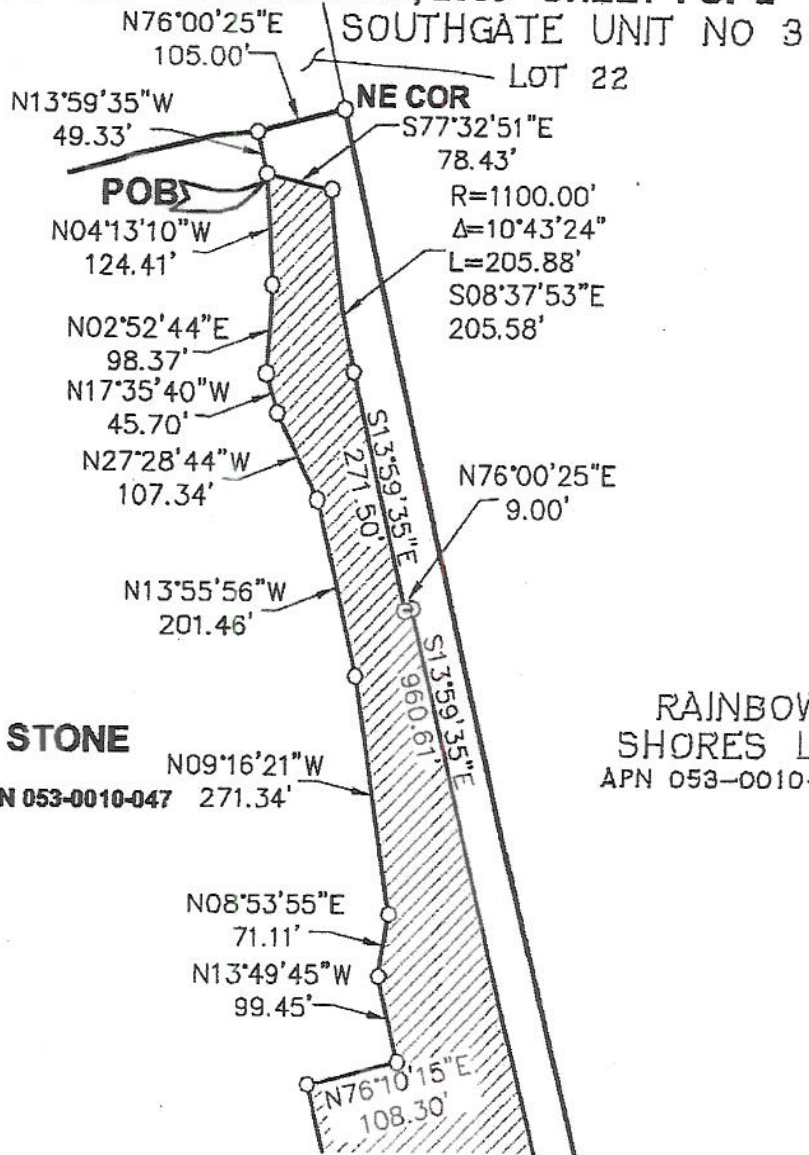 SOUTHGATE UNIT NO 3
N76°00'25"E
105.00'
LOT 22
N13°59'35"W
49.33'
NE COR
S77°32'51"E
78.43'
POB
R=1100.00'
Δ=10°43'24"
L=205.88'
S08°37'53"E
205.58'
N04°13'10"W
124.41'
N02°52'44"E
98.37'
N17°35'40"W
45.70'
N27°28'44"W
107.34'
S13°59'35"E
271.50'
N76°00'25"E
9.00'
N13°55'56"W
201.46'
S13°59'35"E
960.61'
STONE
N 053-0010-047
RAINBOW
SHORES L
APN 053-0010-
N09°16'21"W
271.34'
N08°53'55"E
71.11'
N13°49'45"W
99.45'
N76°10'15"E
108.30'